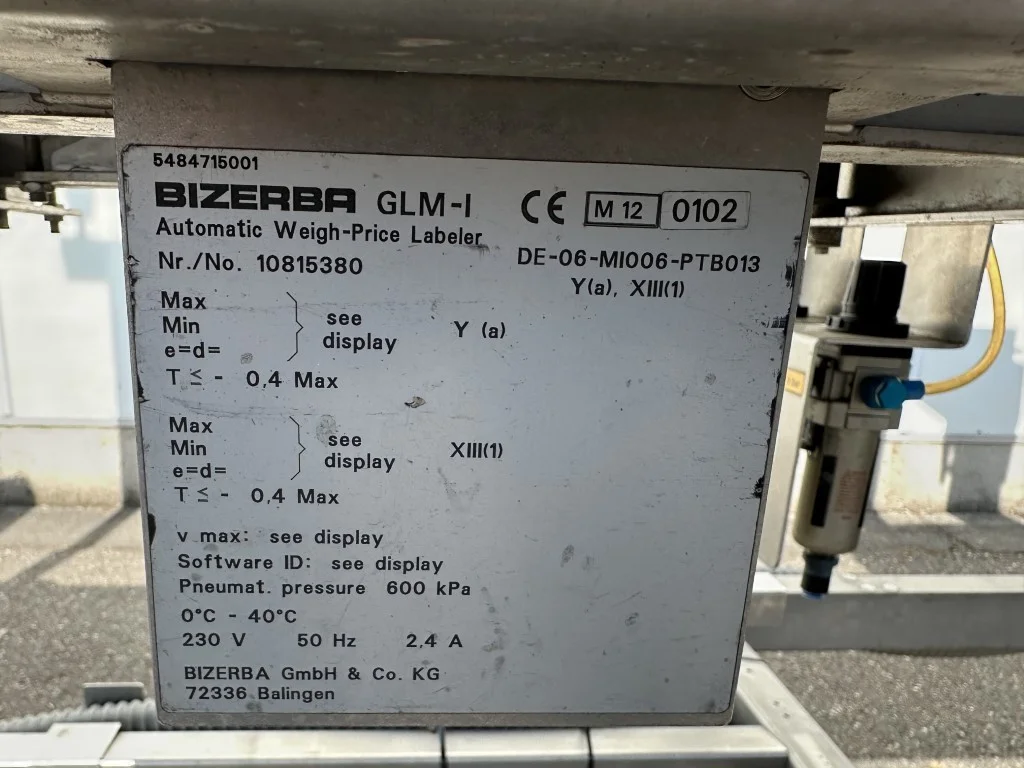 5484715001
BIZERBA GLM-I CE M 12 0102
Automatic Weigh-Price Labeler
DE-06-MI006-PTB013
Nr./No. 10815380
Y(a), XIII(1)
Max
Min
e=d=
see
display
Y (a)
T ≤ - 0,4 Max
Max
Min
e=d=
see
display
XIII(1)
T ≤ - 0,4 Max
v max: see display
Software ID: see display
Pneumat. pressure 600 kPa
0°C - 40°C
230 V 50 Hz 2,4 A
BIZERBA GmbH & Co. KG
72336 Balingen